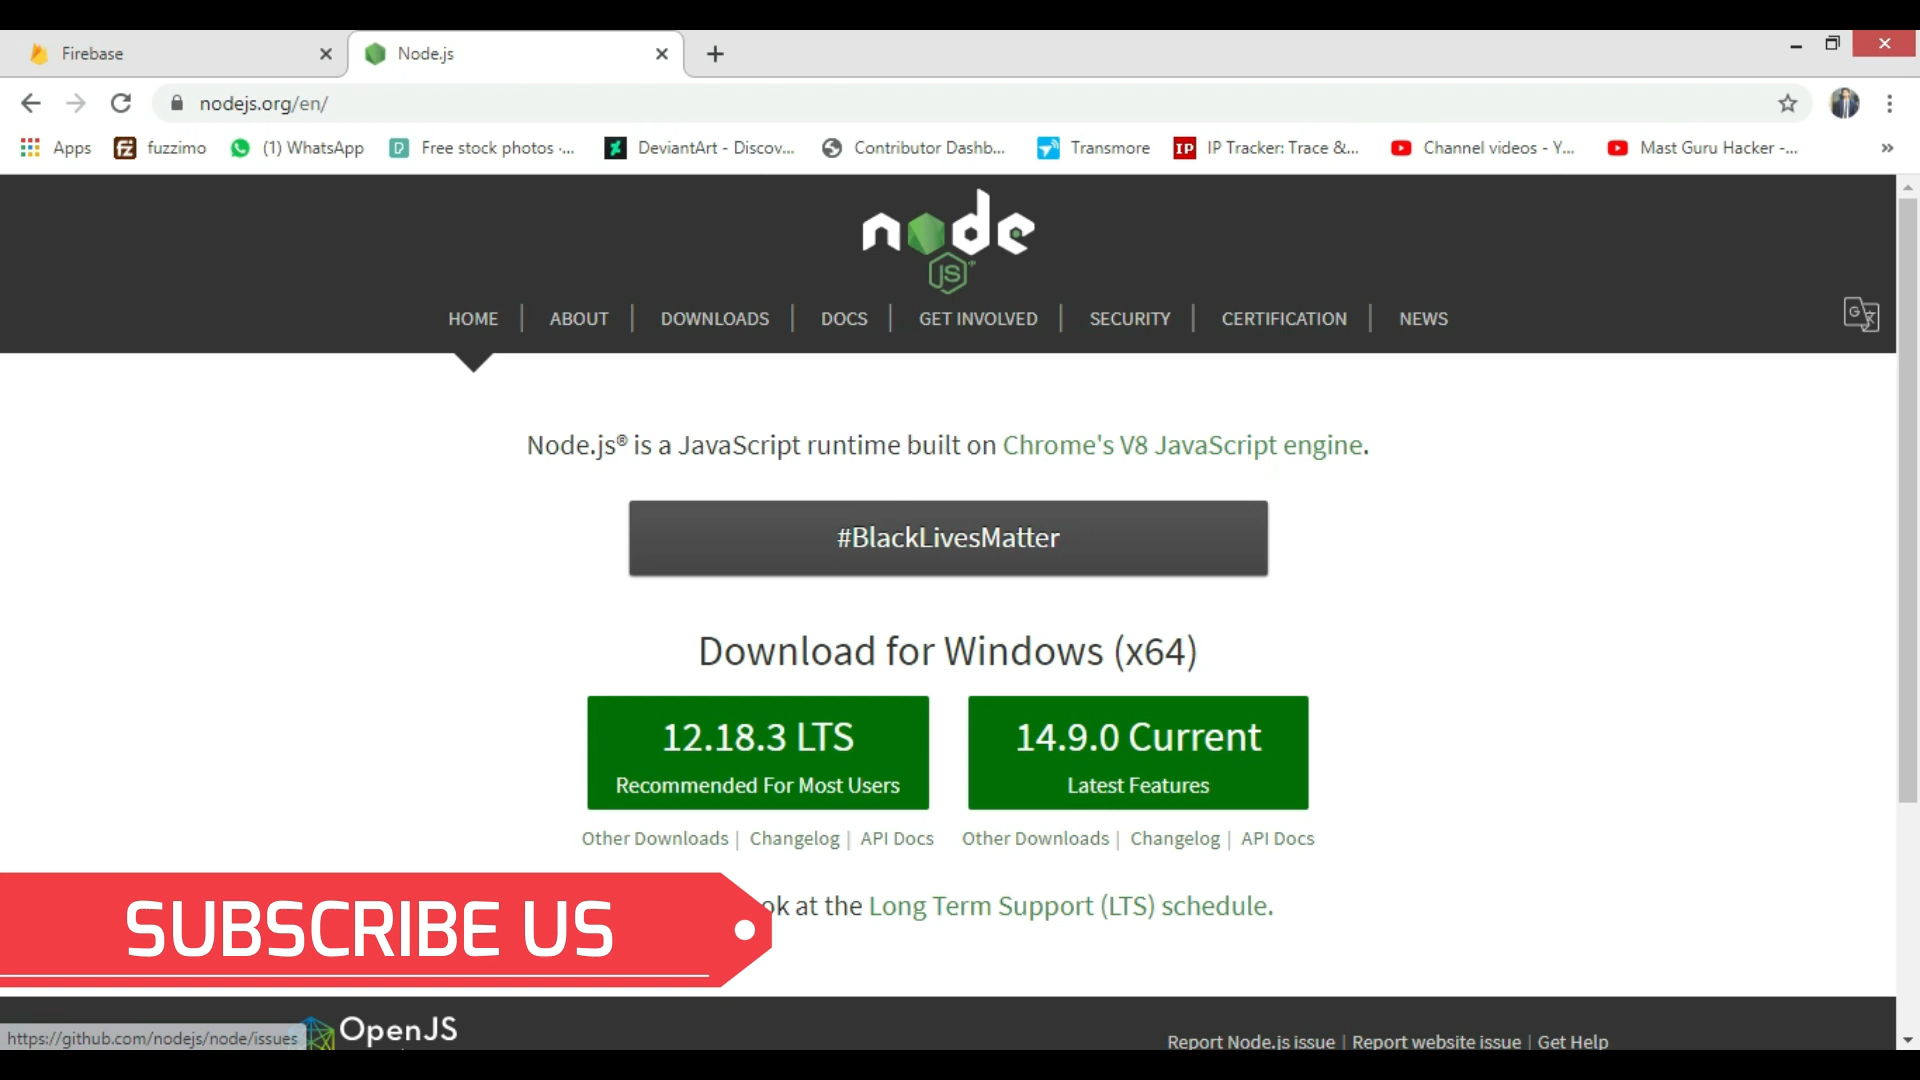 Firebase
Node.js
nodejs.org/en/
Apps
fuzzimo
(1) WhatsApp
Free stock photos ·...
DeviantArt - Discov...
Contributor Dashb...
Transmore
IP
IP Tracker: Trace &...
Channel videos - Y...
Mast Guru Hacker -...
»
node
JS
HOME | ABOUT | DOWNLOADS | DOCS | GET INVOLVED | SECURITY | CERTIFICATION | NEWS
Node.js® is a JavaScript runtime built on Chrome's V8 JavaScript engine.
#BlackLivesMatter
Download for Windows (x64)
12.18.3 LTS
Recommended For Most Users
14.9.0 Current
Latest Features
Other Downloads | Changelog | API Docs
Other Downloads | Changelog | API Docs
ok at the Long Term Support (LTS) schedule.
SUBSCRIBE US
OpenJS
https://github.com/nodejs/node/issues
Report Node.js issue | Report website issue | Get Help